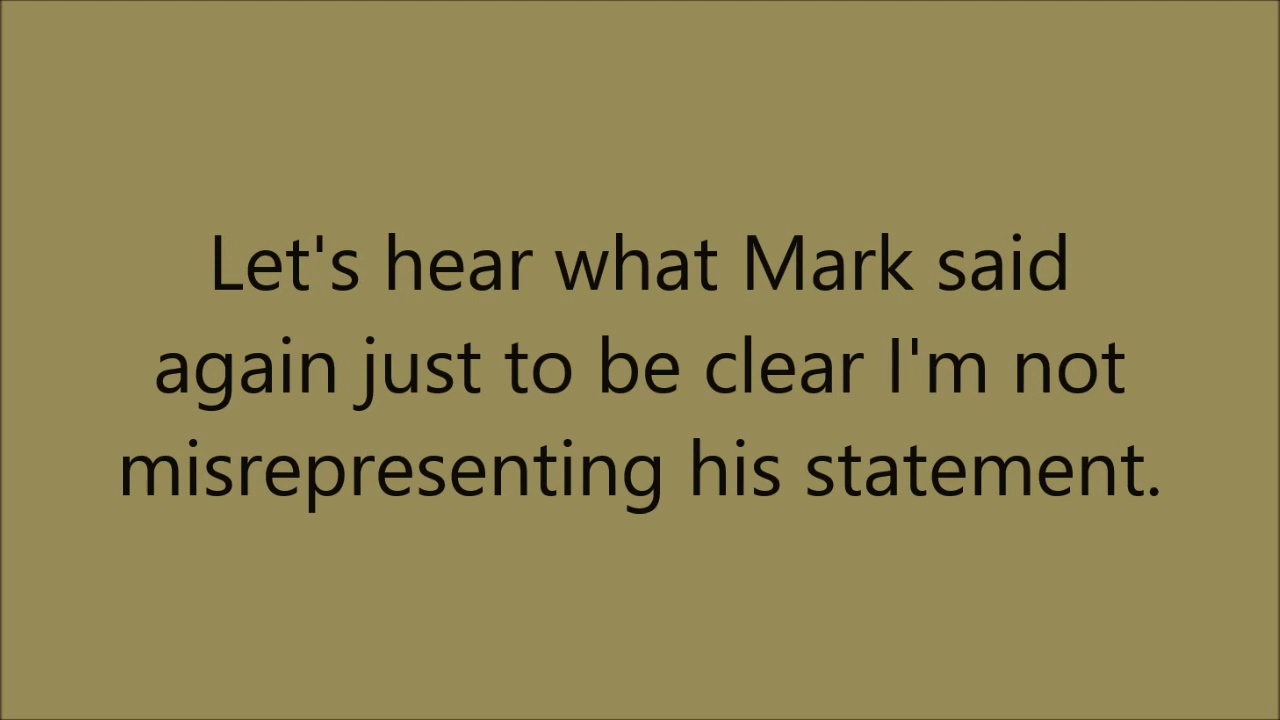 Let's hear what Mark said
again just to be clear I'm not
misrepresenting his statement.